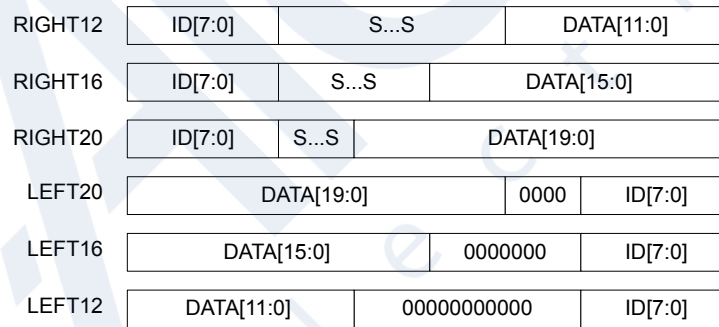 RIGHT12 ID[7:0] S...S DATA[11:0]
RIGHT16 ID[7:0] S...S DATA[15:0]
RIGHT20 ID[7:0] S...S DATA[19:0]
LEFT20 DATA[19:0] 0000 ID[7:0]
LEFT16 DATA[15:0] 0000000 ID[7:0]
LEFT12 DATA[11:0] 00000000000 ID[7:0]